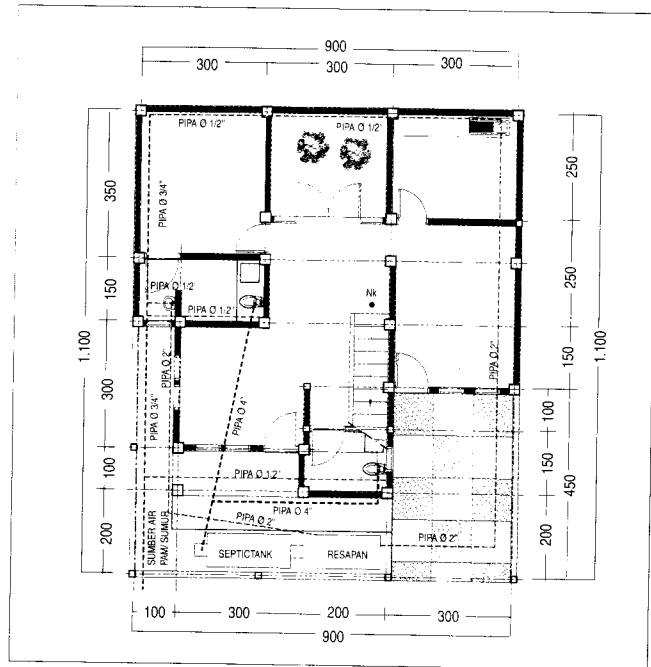 900
300
300
300
PIPA Ø 1/2"
PIPA Ø 1/2"
350
PIPA Ø 3/4"
250
150
PIPA Ø 1/2
PIPA Ø 1/2"
Nk
250
1.100
1.100
300
PIPA Ø 2"
PIPA Ø 3/4"
PIPA Ø 4"
PIPA Ø 2"
150
100
100
PIPA Ø 1/2"
150
450
PIPA Ø 4"
PIPA Ø 2"
PIPA Ø 2"
200
SUMBER AIR
PAM/ SUMUR
SEPTICTANK
RESAPAN
200
100
300
200
300
900